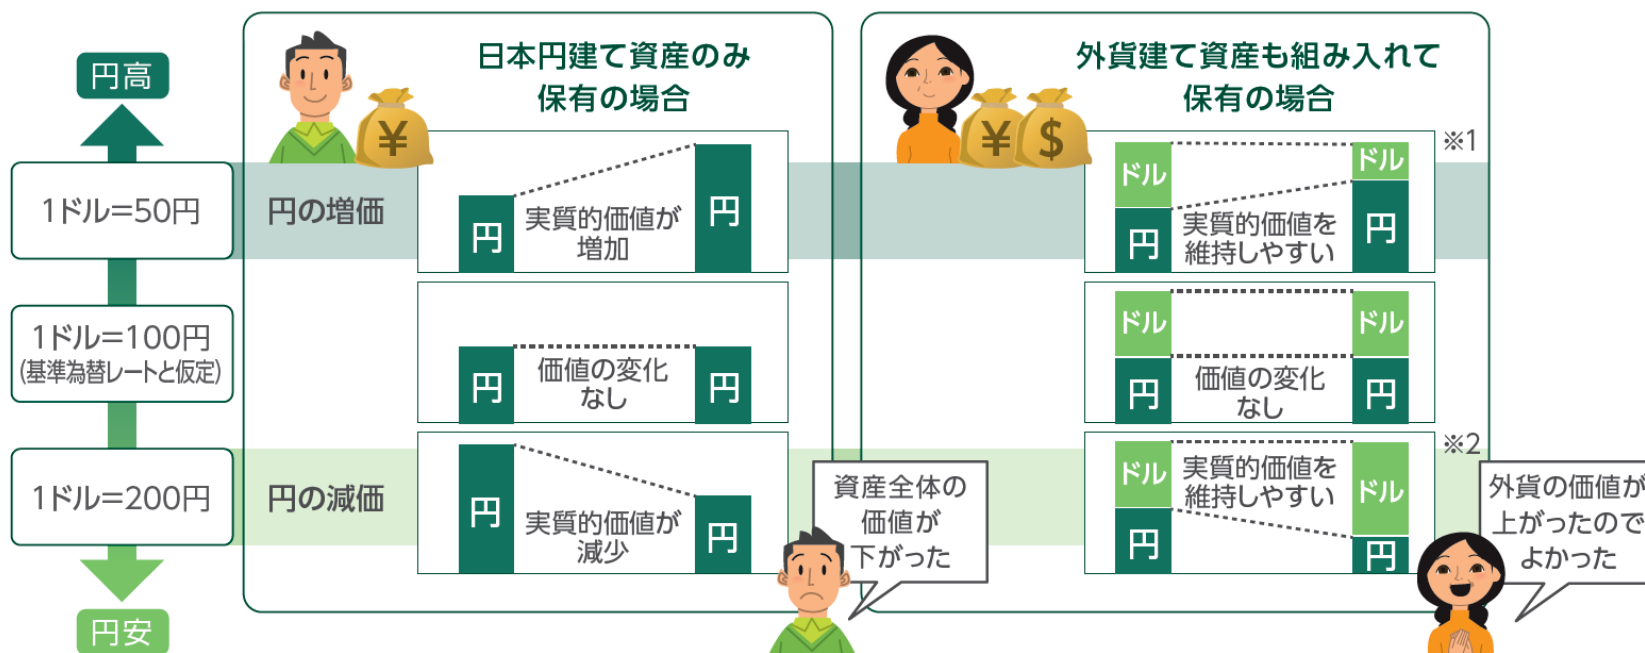 円高
1ドル=50円
1ドル=100円
(基準為替レートと仮定)
1ドル=200円
円安
日本円建て資産のみ
保有の場合
¥
円の増価
円
実質的価値が
増加
円
円
価値の変化
なし
円
円の減価
円
実質的価値が
減少
円
資産全体の
価値が
下がった
外貨建て資産も組み入れて
保有の場合
¥
$
※1
ドル
円
実質的価値を
維持しやすい
ドル
円
ドル
円
価値の変化
なし
ドル
円
※2
ドル
円
実質的価値を
維持しやすい
ドル
円
外貨の価値が
上がったので
よかった